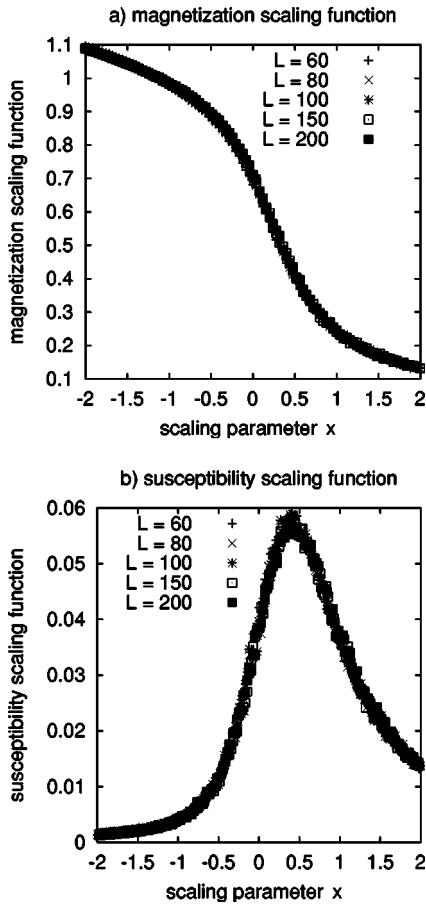 a) magnetization scaling function
1.1
1
0.9
0.8
0.7
0.6
0.5
0.4
0.3
0.2
0.1
magnetization scaling function
L = 60
L = 80
L = 100
L = 150
L = 200
-2 -1.5 -1 -0.5 0 0.5 1 1.5 2
scaling parameter x
b) susceptibility scaling function
0.06
0.05
0.04
0.03
0.02
0.01
0
susceptibility scaling function
L = 60
L = 80
L = 100
L = 150
L = 200
-2 -1.5 -1 -0.5 0 0.5 1 1.5 2
scaling parameter x